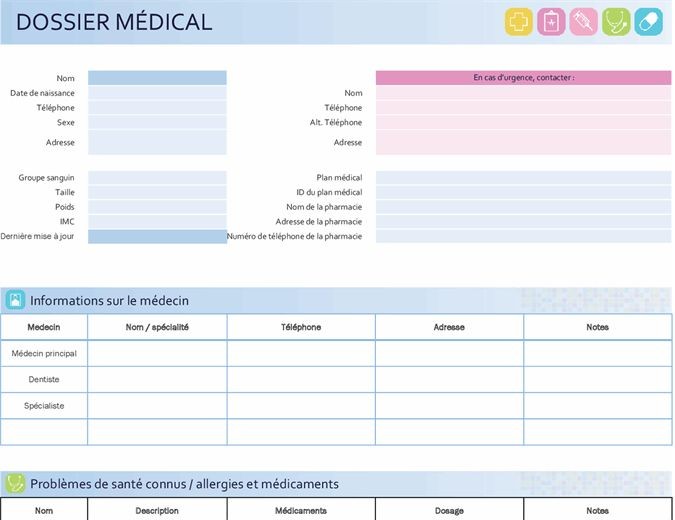 DOSSIER MÉDICAL
Nom
Date de naissance
Téléphone
Sexe
Adresse
En cas d'urgence, contacter :
Nom
Téléphone
Alt. Téléphone
Adresse
Groupe sanguin
Taille
Poids
IMC
Dernière mise à jour
Plan médical
ID du plan médical
Nom de la pharmacie
Adresse de la pharmacie
Numéro de téléphone de la pharmacie
Informations sur le médecin
Medecin Nom / spécialité Téléphone Adresse Notes
Médecin principal
Dentiste
Spécialiste
Problèmes de santé connus / allergies et médicaments
Nom Description Médicaments Dosage Notes